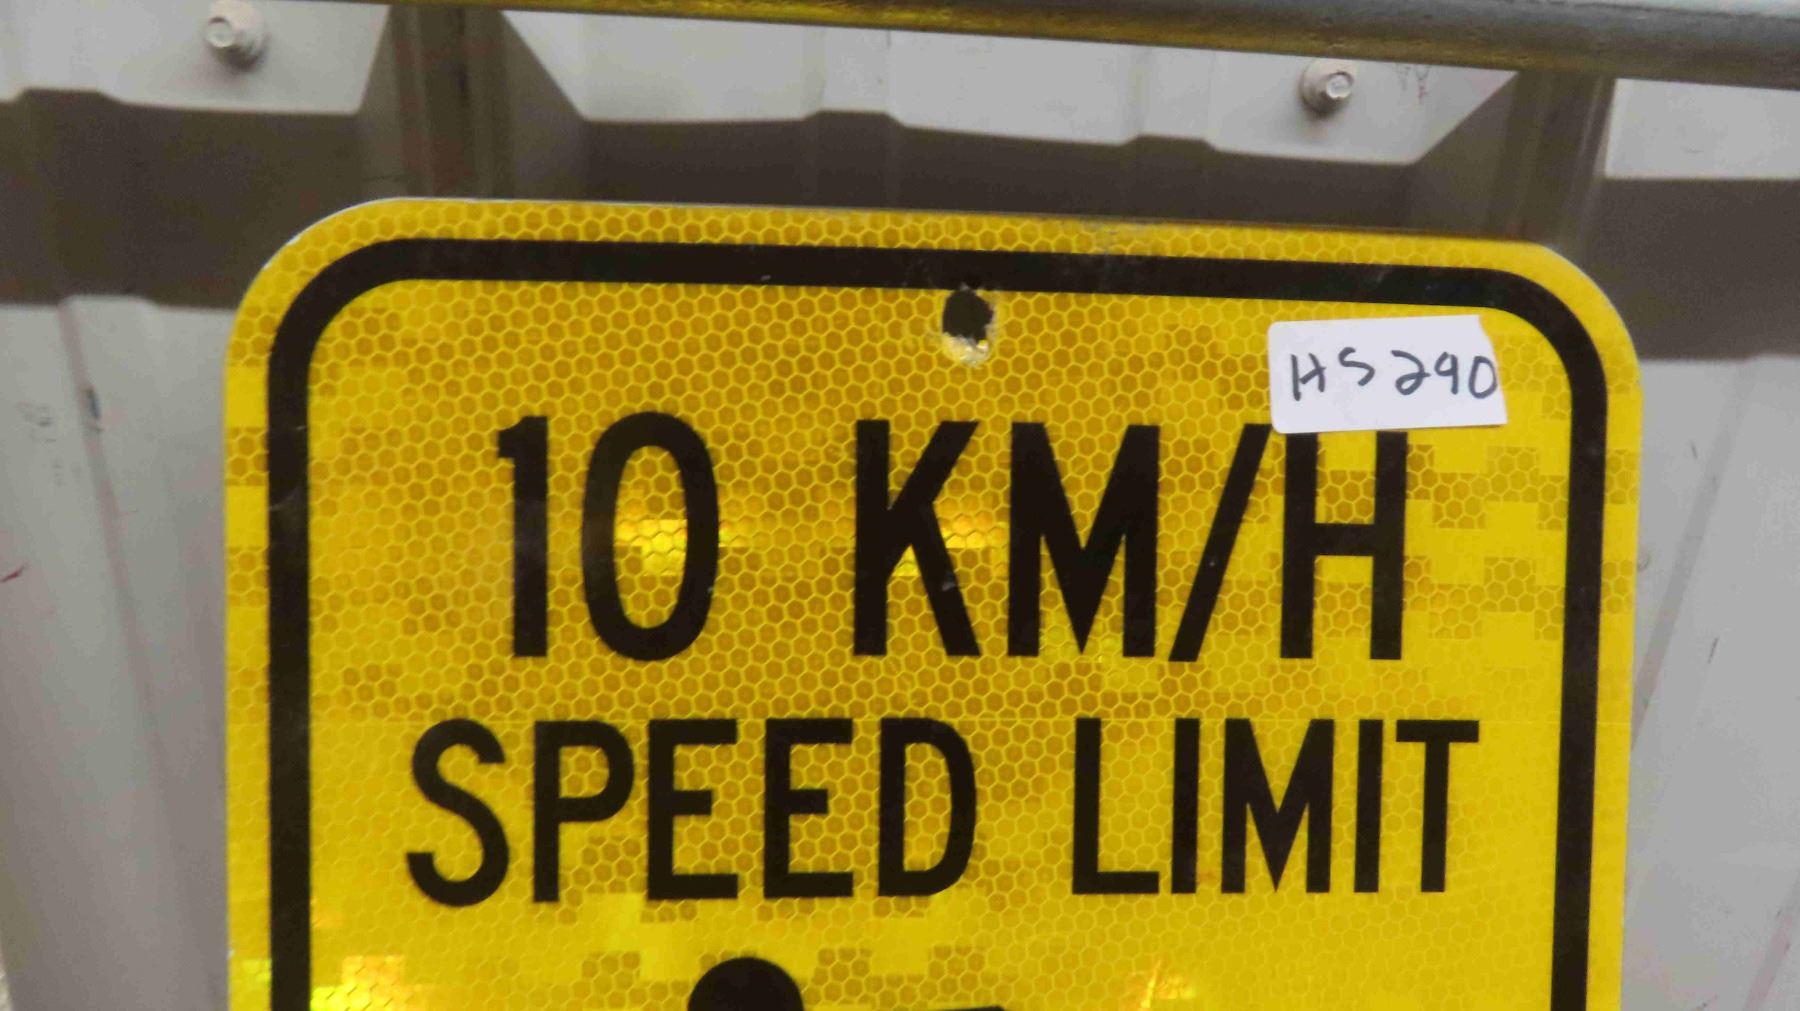 HS290
10 KM/H
SPEED LIMIT